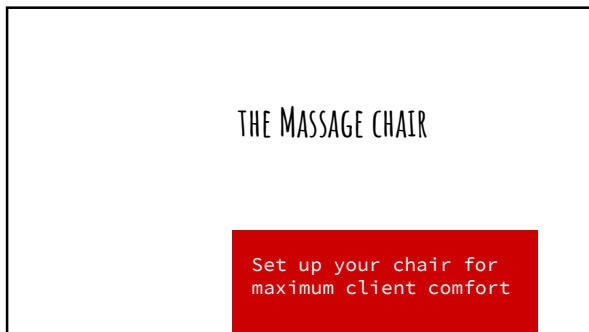 the Massage chair
Set up your chair for
maximum client comfort